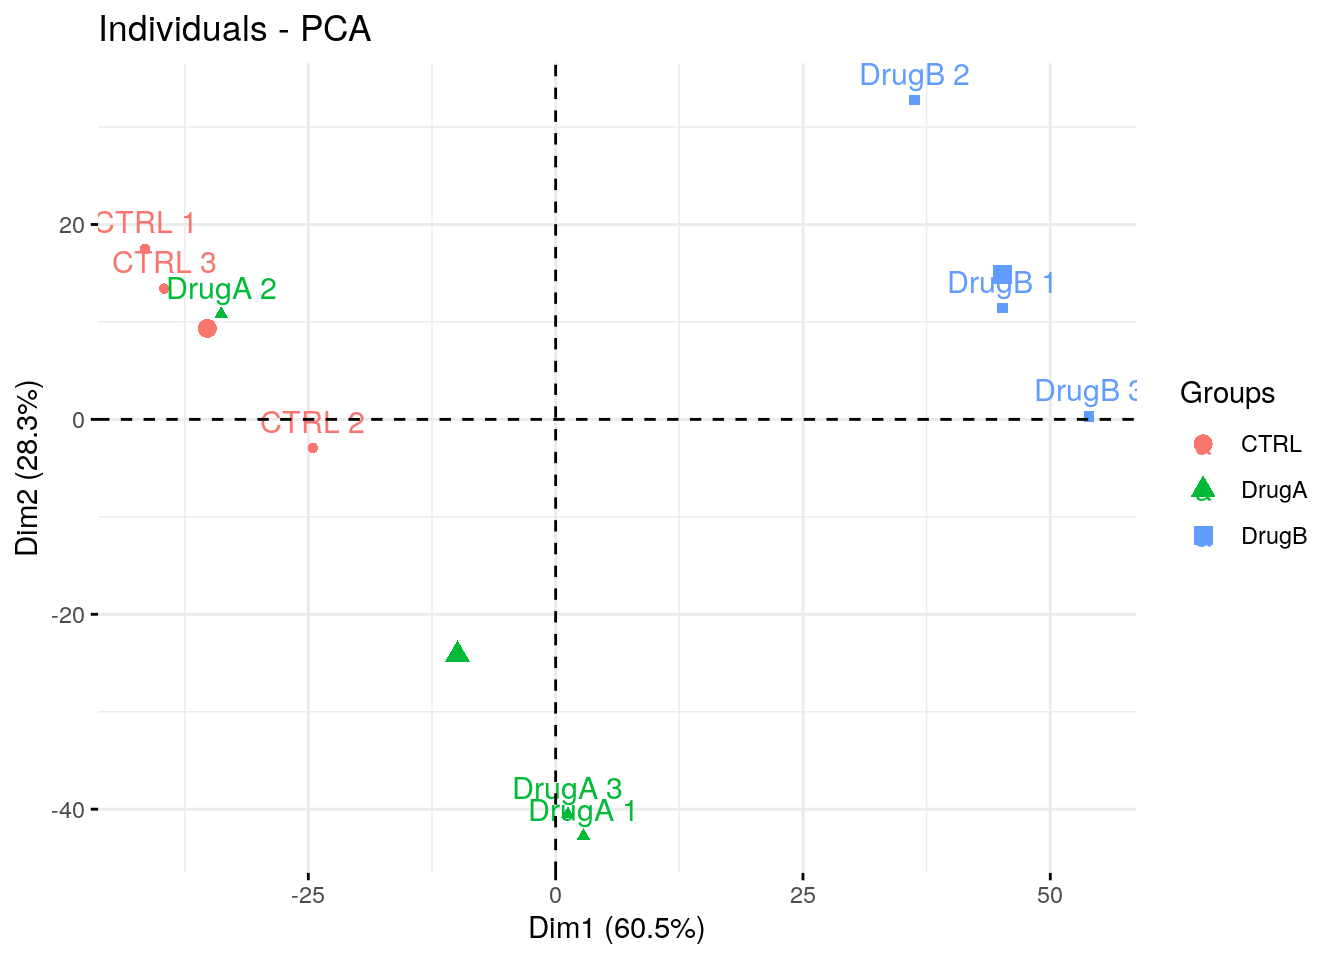 Individuals - PCA
DrugB 2
20
CTRL 1
CTRL 3
DrugA 2
DrugB 1
DrugB 3
0
CTRL 2
-20
DrugA 3
DrugA 1
-40
-25
0
25
50
Dim1 (60.5%)
Dim2 (28.3%)
Groups
CTRL
DrugA
DrugB